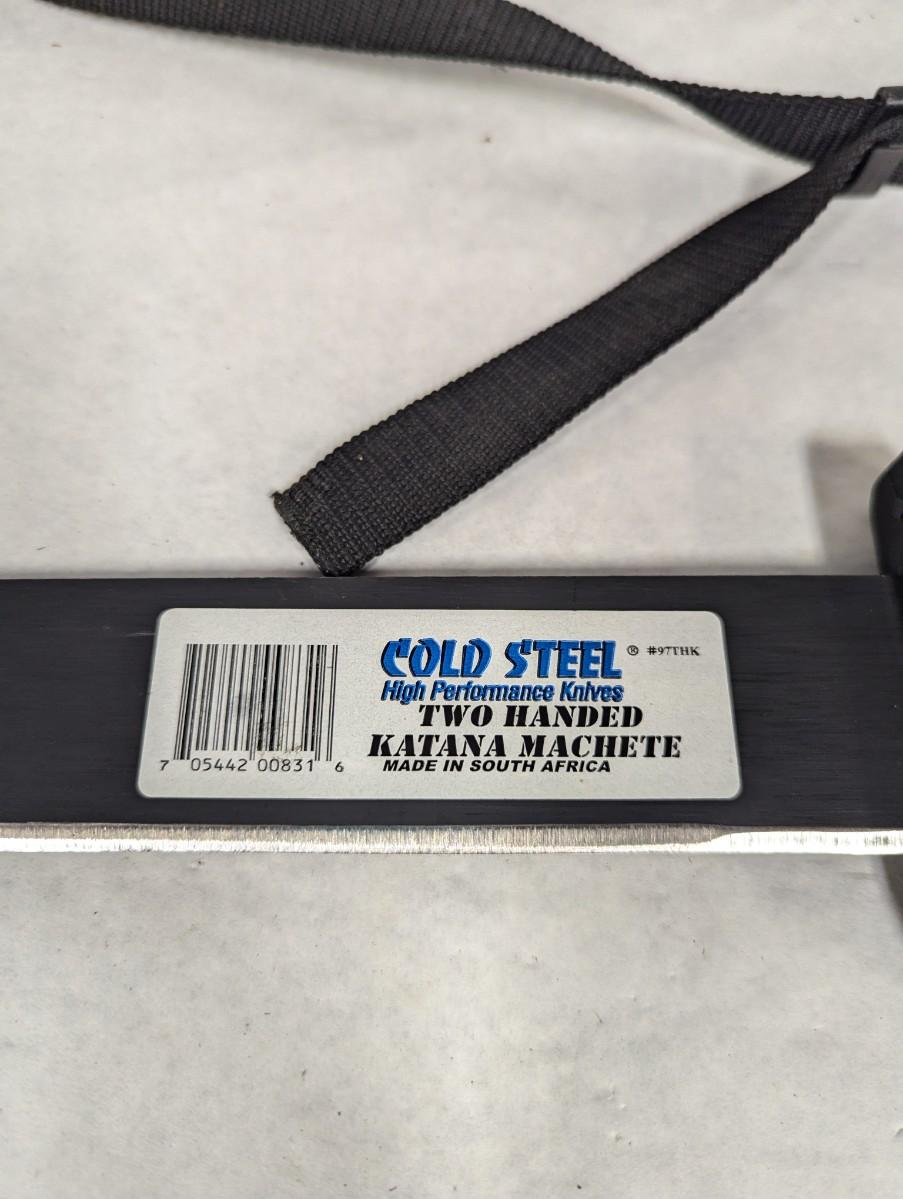 COLD STEEL® #97THK
High Performance Knives
TWO HANDED
KATANA MACHETE
MADE IN SOUTH AFRICA
7 05442 00831 6